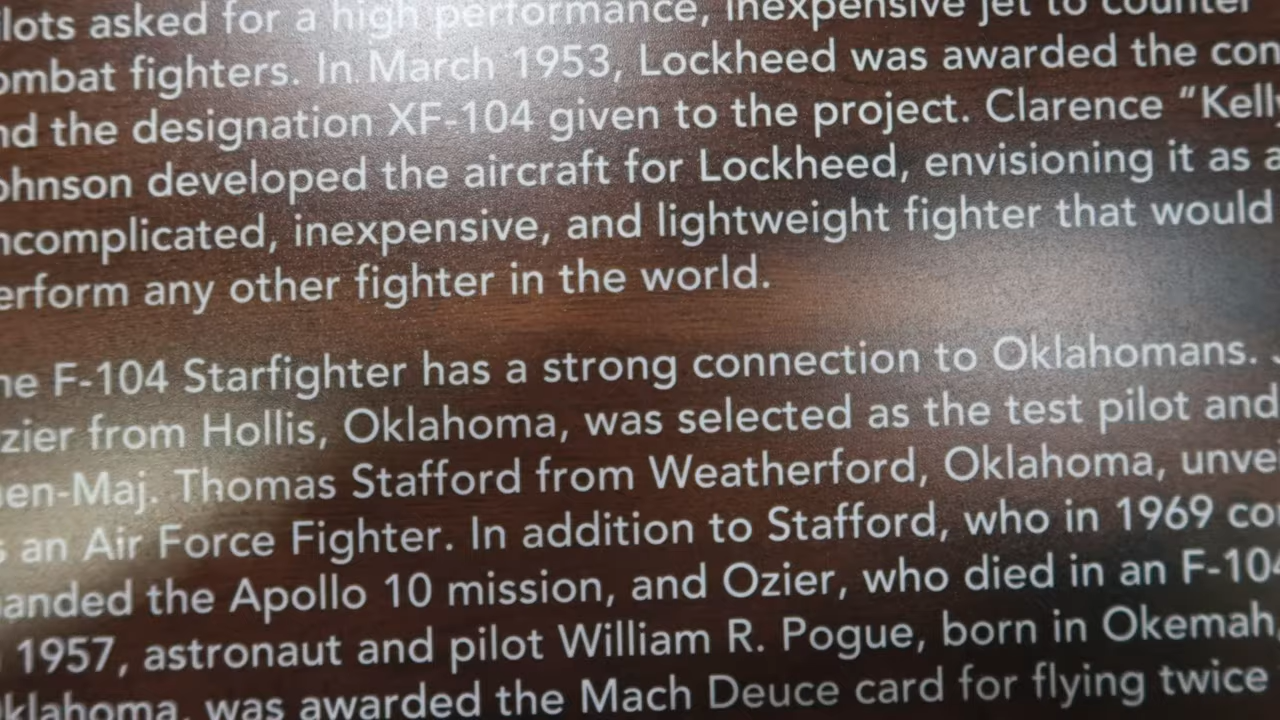 lots asked for a high performance, inexpensive jet to counter
ombat fighters. In March 1953, Lockheed was awarded the con
nd the designation XF-104 given to the project. Clarence “Kelly
ohnson developed the aircraft for Lockheed, envisioning it as a
ncomplicated, inexpensive, and lightweight fighter that would
erform any other fighter in the world.
he F-104 Starfighter has a strong connection to Oklahomans. J
zier from Hollis, Oklahoma, was selected as the test pilot and
hen-Maj. Thomas Stafford from Weatherford, Oklahoma, unvei
s an Air Force Fighter. In addition to Stafford, who in 1969 co
anded the Apollo 10 mission, and Ozier, who died in an F-104
1957, astronaut and pilot William R. Pogue, born in Okemah,
klahoma, was awarded the Mach Deuce card for flying twice